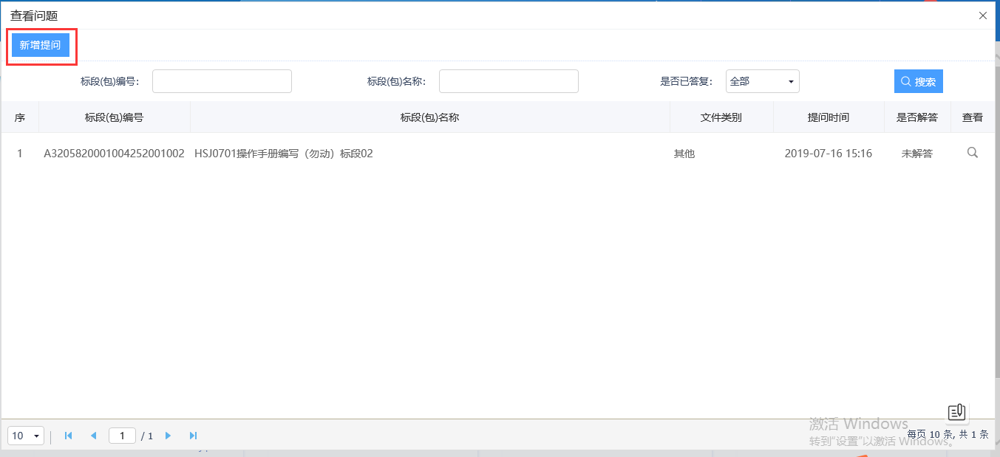 查看问题
新增提问
标段(包)编号:
标段(包)名称:
是否已答复:
全部
搜索
序 标段(包)编号 标段(包)名称 文件类别 提问时间 是否解答 查看
1 A3205820001004252001002 HSJ0701操作手册编写（勿动）标段02 其他 2019-07-16 15:16 未解答
激活 Windows
转到"设置"以激活 Windows。
10 1 / 1 每页 10 条, 共 1 条